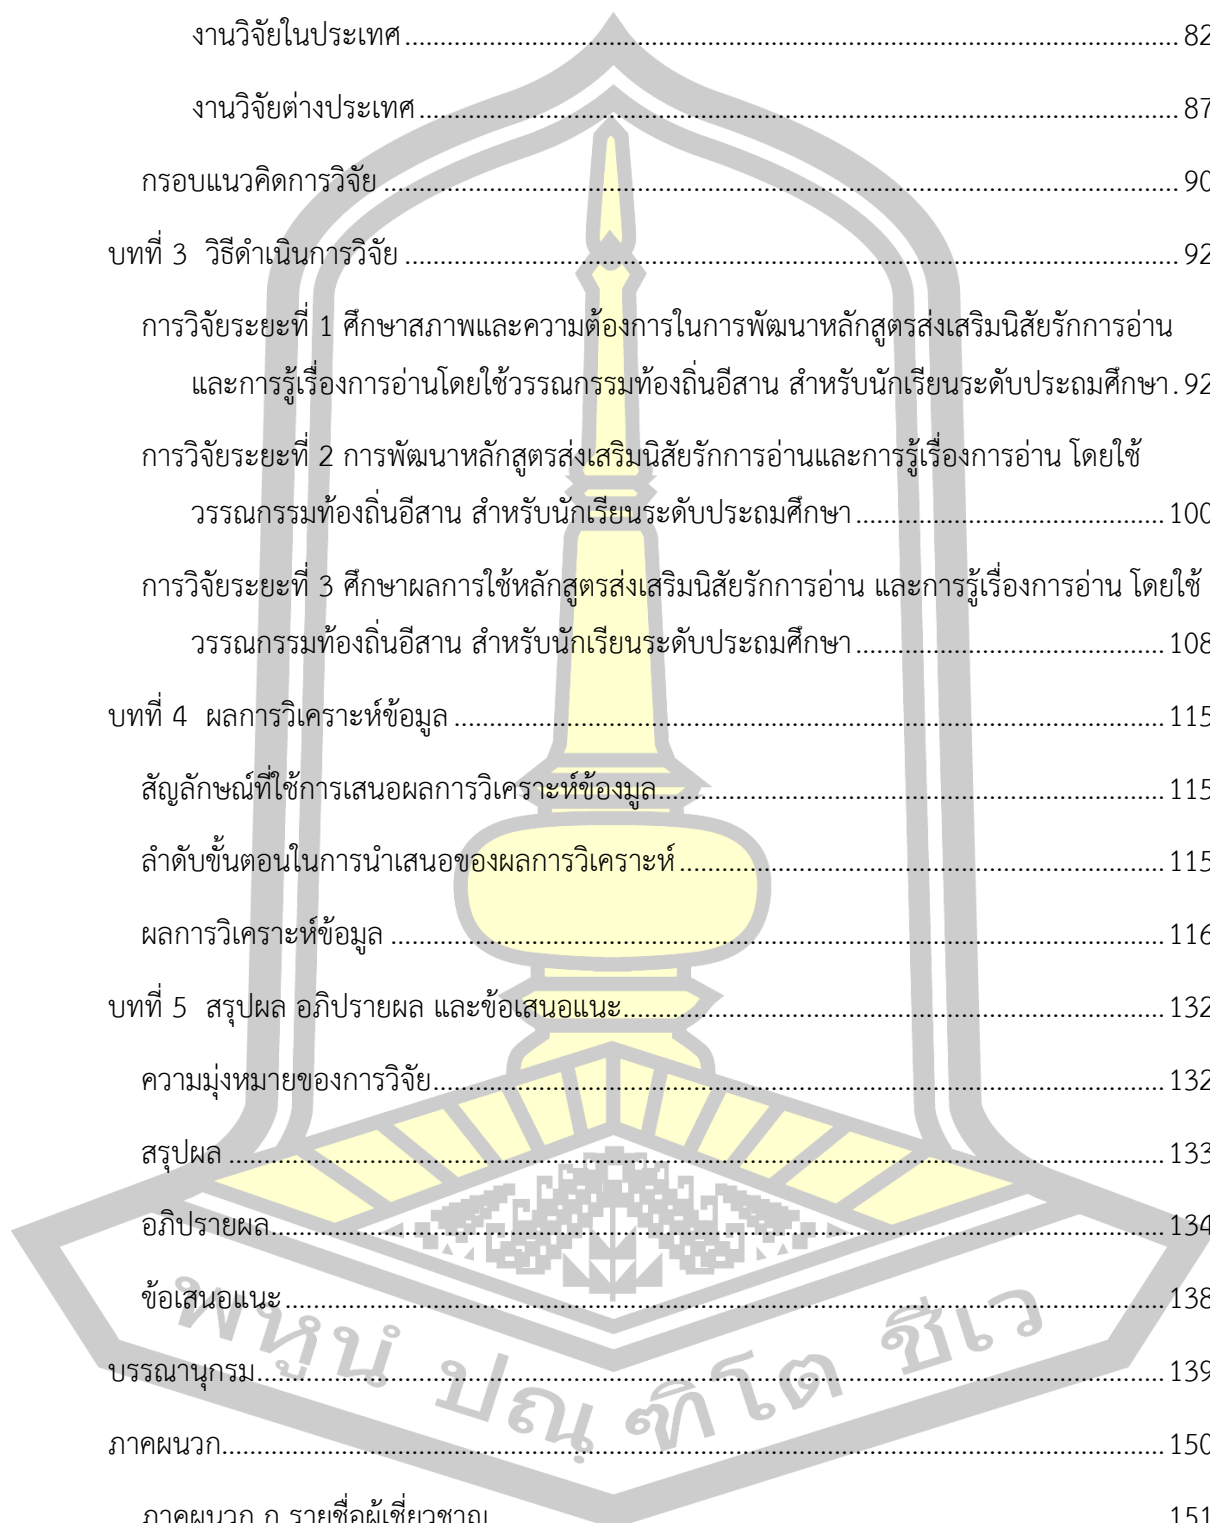 งานวิจัยในประเทศ 82
งานวิจัยต่างประเทศ 87
กรอบแนวคิดการวิจัย 90
บทที่ 3 วิธีดำเนินการวิจัย 92
การวิจัยระยะที่ 1 ศึกษาสภาพและความต้องการในการพัฒนาหลักสูตรส่งเสริมนิสัยรักการอ่าน
และการรู้เรื่องการอ่านโดยใช้วรรณกรรมท้องถิ่นอีสาน สำหรับนักเรียนระดับประถมศึกษา. 92
การวิจัยระยะที่ 2 การพัฒนาหลักสูตรส่งเสริมนิสัยรักการอ่านและการรู้เรื่องการอ่าน โดยใช้
วรรณกรรมท้องถิ่นอีสาน สำหรับนักเรียนระดับประถมศึกษา 100
การวิจัยระยะที่ 3 ศึกษาผลการใช้หลักสูตรส่งเสริมนิสัยรักการอ่าน และการรู้เรื่องการอ่าน โดยใช้
วรรณกรรมท้องถิ่นอีสาน สำหรับนักเรียนระดับประถมศึกษา 108
บทที่ 4 ผลการวิเคราะห์ข้อมูล 115
สัญลักษณ์ที่ใช้การเสนอผลการวิเคราะห์ข้องมูล 115
ลำดับขั้นตอนในการนำเสนอของผลการวิเคราะห์ 115
ผลการวิเคราะห์ข้อมูล 116
บทที่ 5 สรุปผล อภิปรายผล และข้อเสนอแนะ 132
ความมุ่งหมายของการวิจัย 132
สรุปผล 133
อภิปรายผล 134
ข้อเสนอแนะ 138
บรรณานุกรม 139
ภาคผนวก 150
ภาคผนวก ก รายชื่อผู้เชี่ยวชาญ 151
พหูนํ ปณฺฑิโต ชีเว